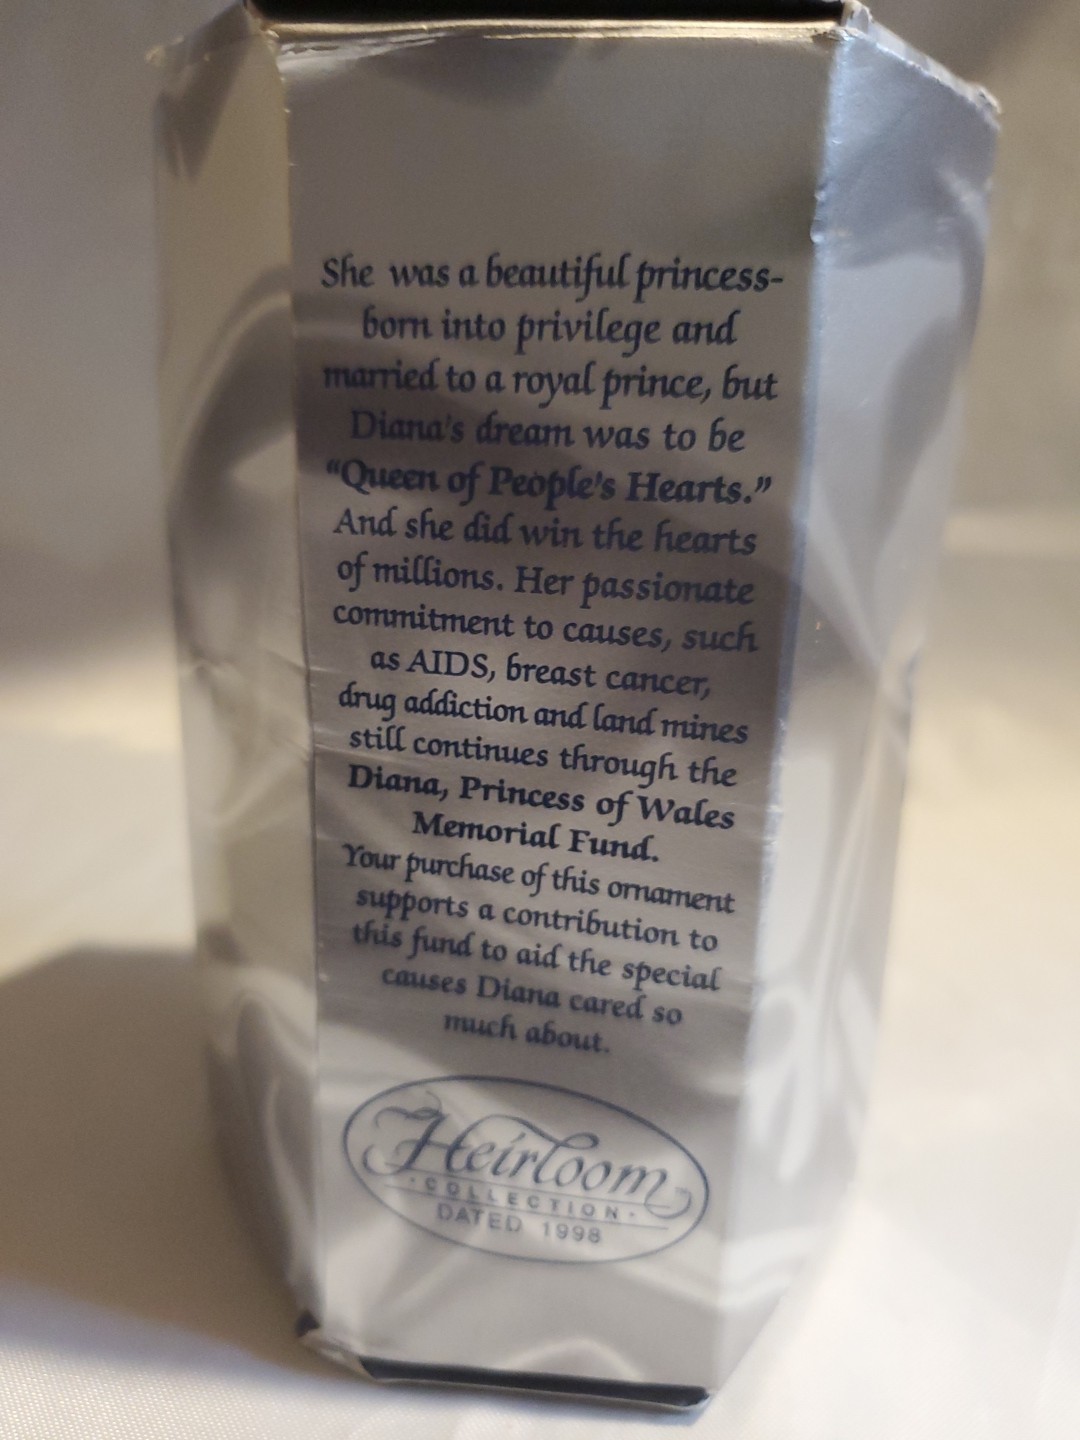 She was a beautiful princess-
born into privilege and
married to a royal prince, but
Diana's dream was to be
"Queen of People's Hearts."
And she did win the hearts
of millions. Her passionate
commitment to causes, such
as AIDS, breast cancer,
drug addiction and land mines
still continues through the
Diana, Princess of Wales
Memorial Fund.
Your purchase of this ornament
supports a contribution to
this fund to aid the special
causes Diana cared so
much about.
Heirloom
·COLLECTION·
DATED 1998